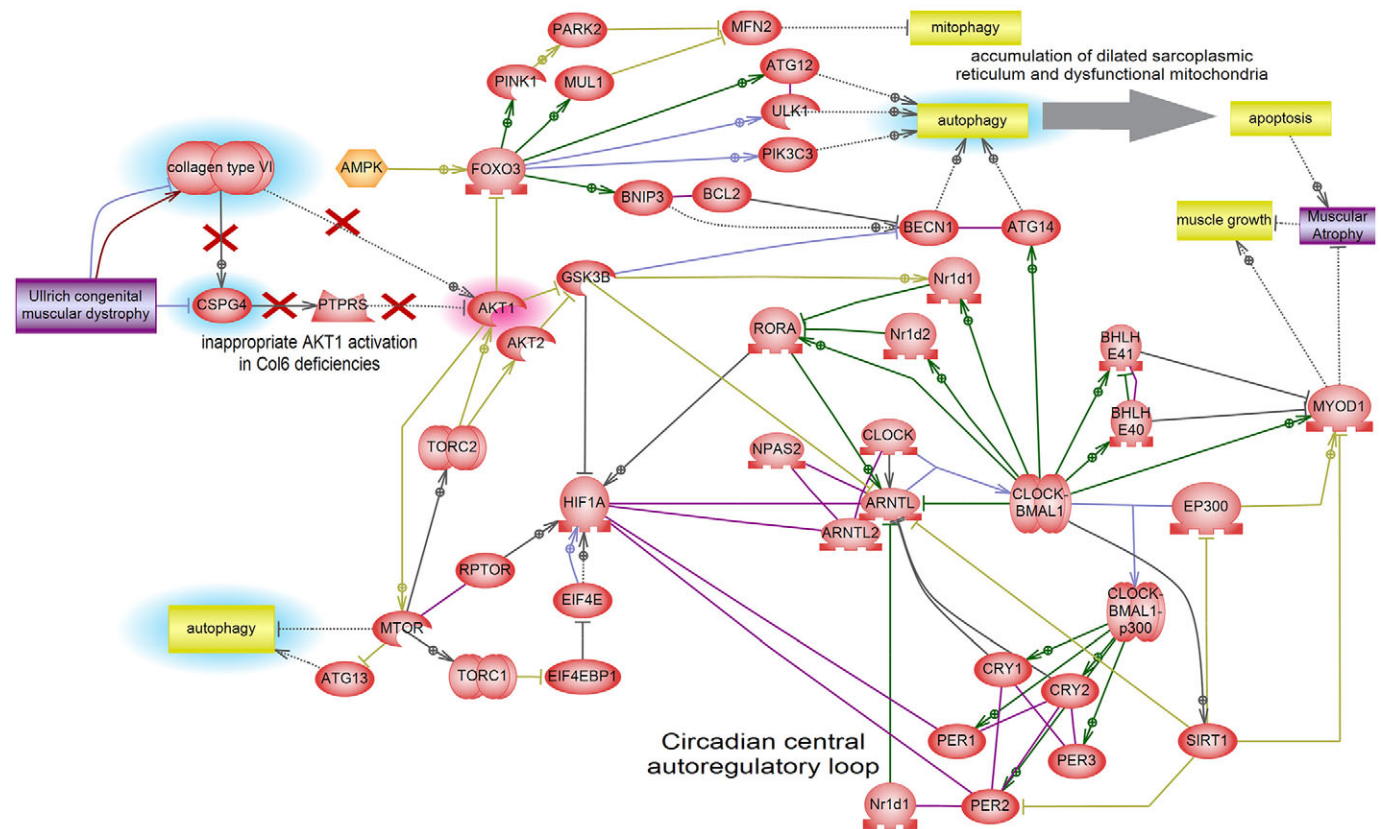 PARK2
MFN2
mitophagy
accumulation of dilated sarcoplasmic
reticulum and dysfunctional mitochondria
PINK1
MUL1
ATG12
ULK1
autophagy
apoptosis
collagen type VI
AMPK
FOXO3
PIK3C3
BNIP3
BCL2
BECN1
ATG14
muscle growth
Muscular
Atrophy
Ullrich congenital
muscular dystrophy
CSPG4
PTPRS
AKT1
GSK3B
Nr1d1
inappropriate AKT1 activation
in Col6 deficiencies
AKT2
RORA
Nr1d2
BHLH
E41
BHLH
E40
MYOD1
TORC2
NPAS2
CLOCK
HIF1A
ARNTL
ARNTL2
CLOCK-
BMAL1
EP300
RPTOR
EIF4E
CLOCK-
BMAL1-
p300
autophagy
MTOR
ATG13
TORC1
EIF4EBP1
CRY1
CRY2
Circadian central
autoregulatory loop
PER1
PER3
SIRT1
Nr1d1
PER2